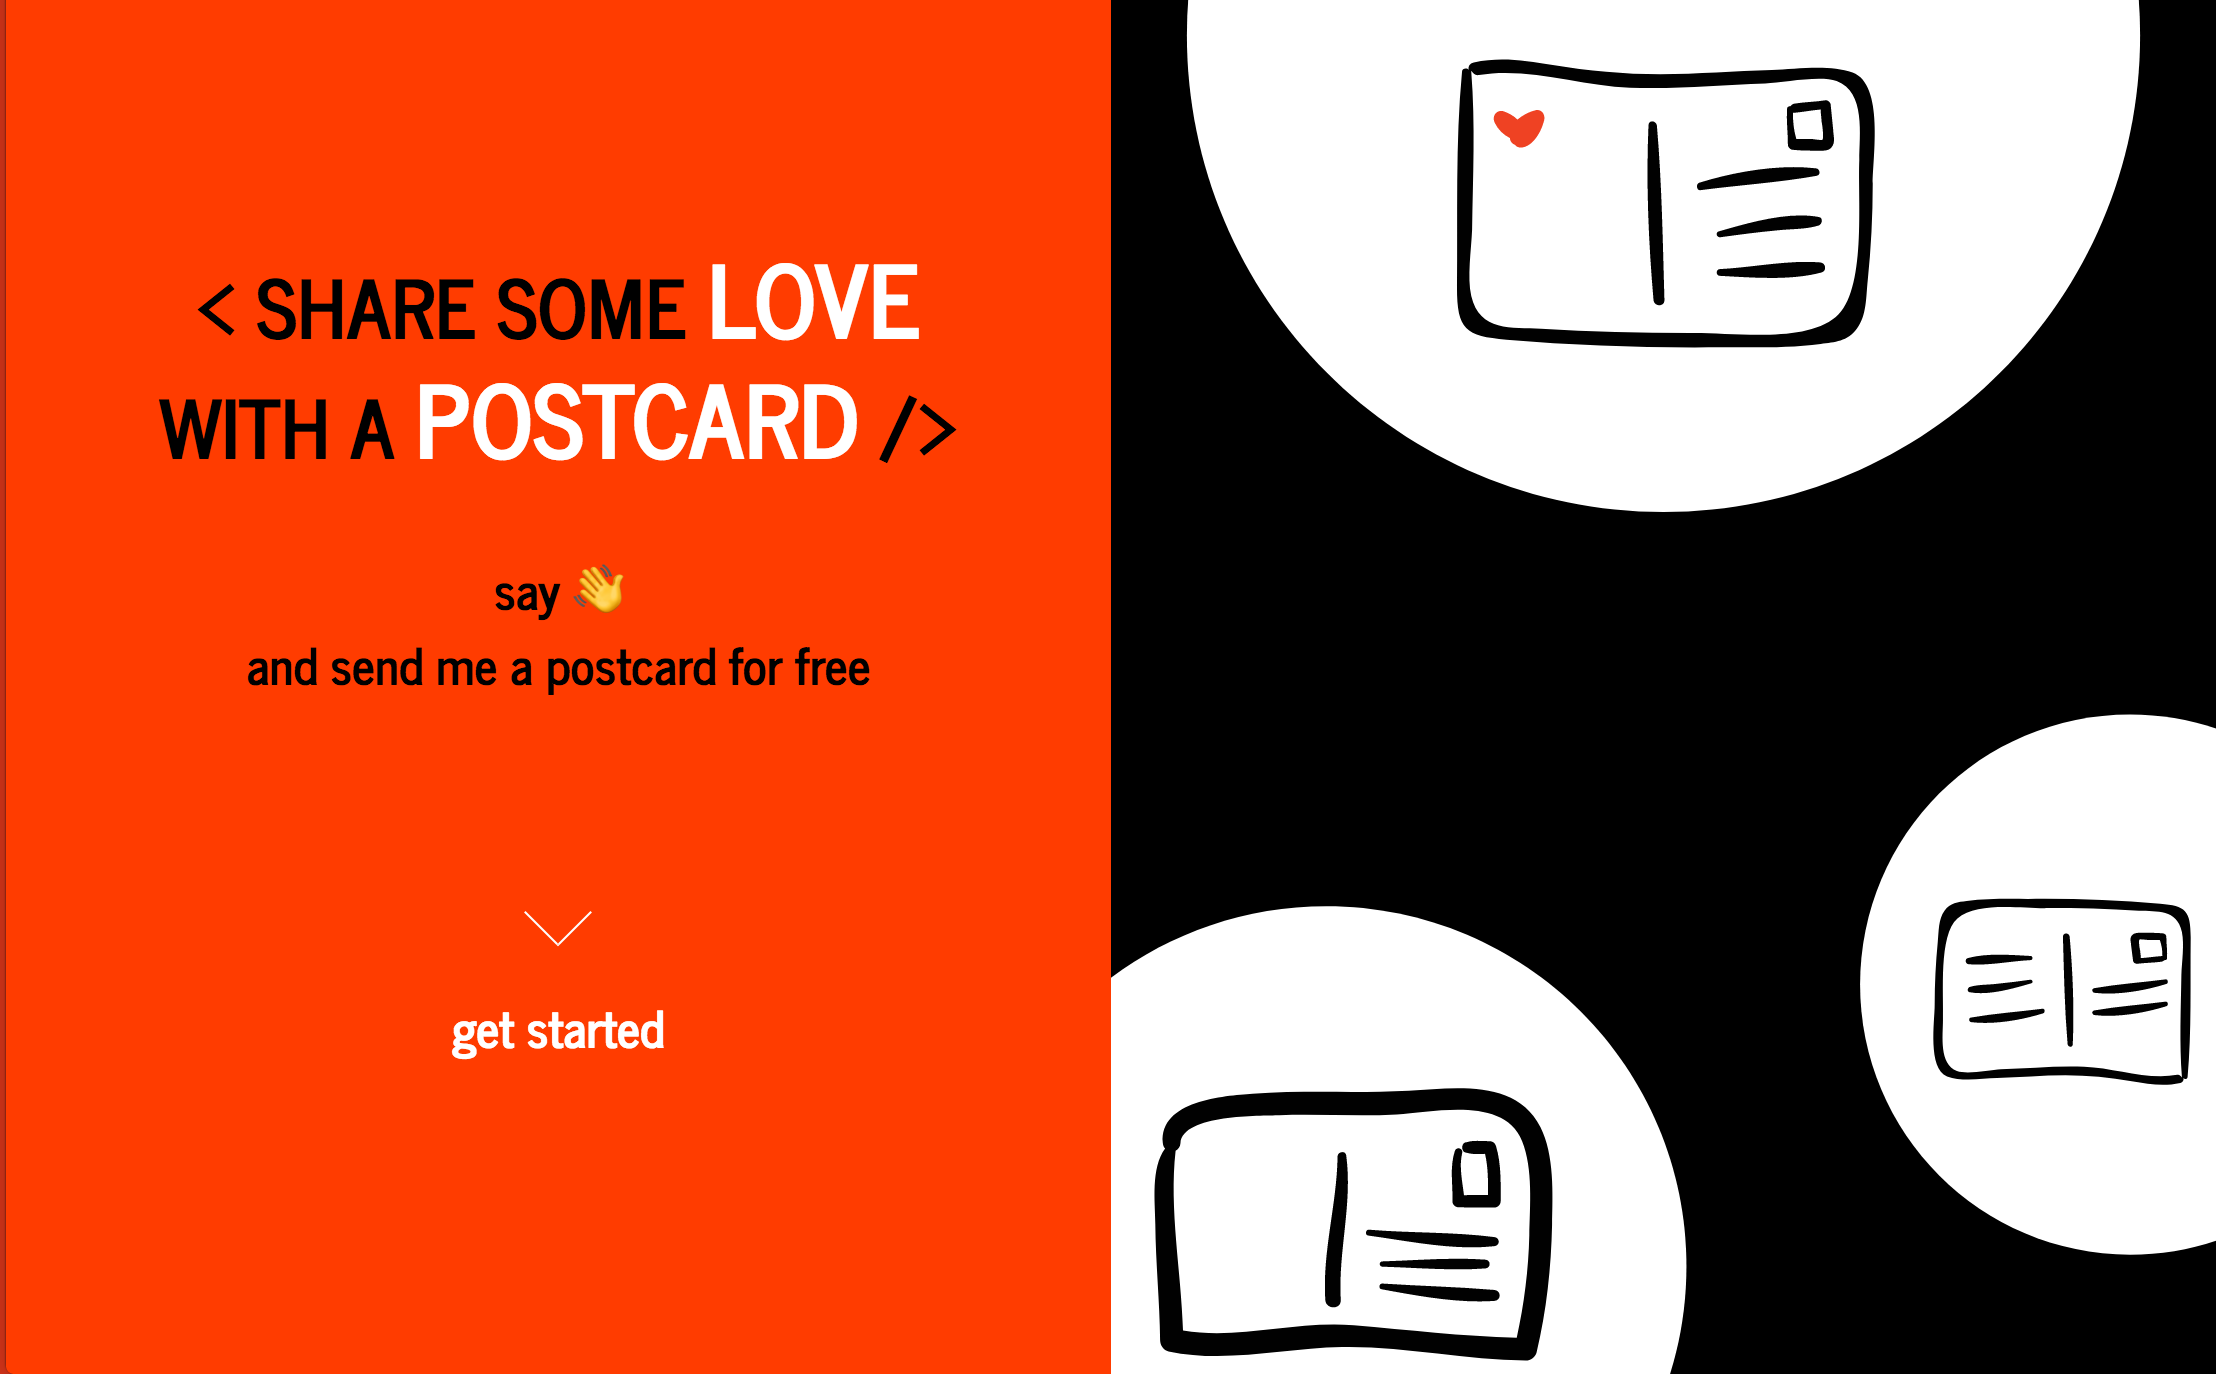 < SHARE SOME LOVE
WITH A POSTCARD />
say 👋
and send me a postcard for free
get started